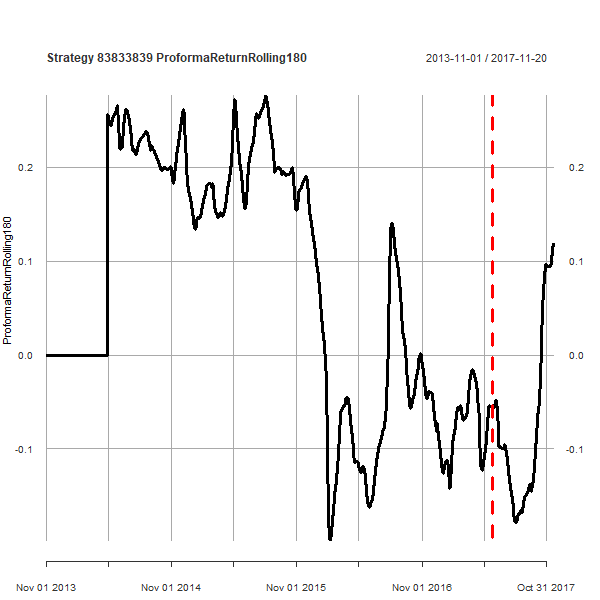 Strategy 83833839 ProformaReturnRolling180
2013-11-01 / 2017-11-20
ProformaReturnRolling180
0.2
0.1
0.0
-0.1
0.2
0.1
0.0
-0.1
Nov 01 2013
Nov 01 2014
Nov 01 2015
Nov 01 2016
Oct 31 2017